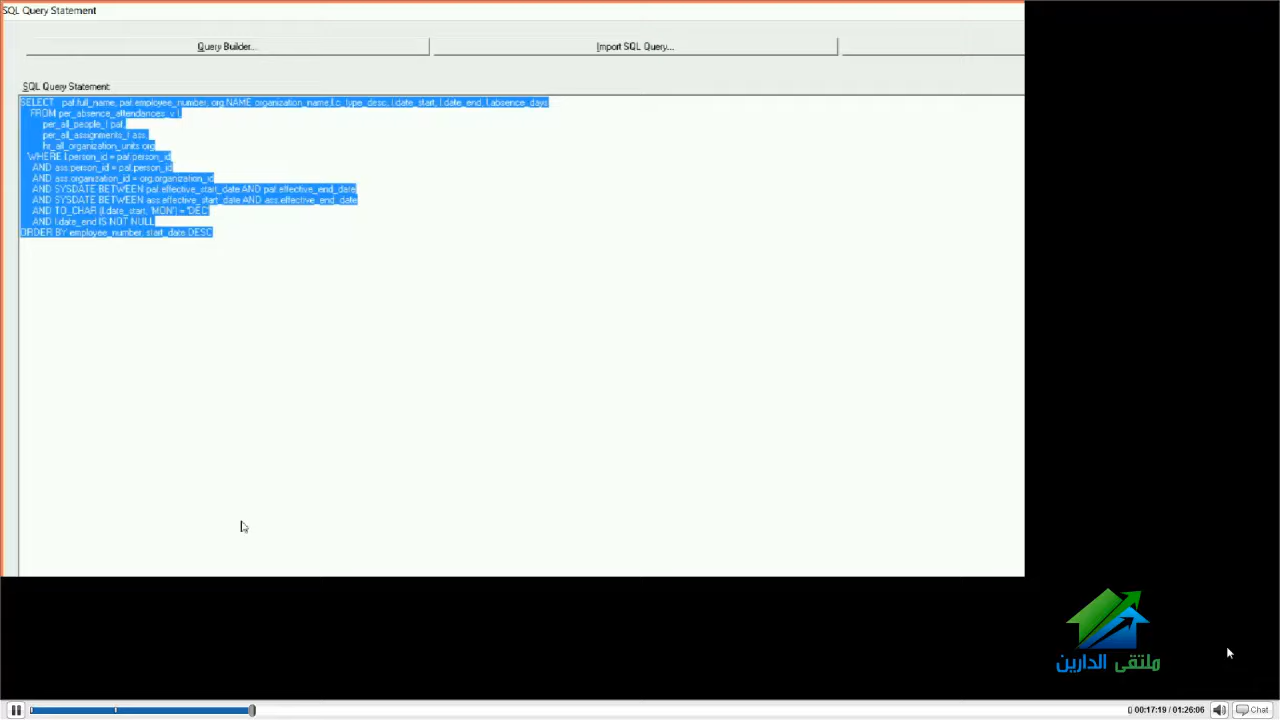 SQL Query Statement
Query Builder...
Import SQL Query...
SQL Query Statement:
SELECT paf.full_name, paf.employee_number, org.NAME organization_name,l.c_type_desc, l.date_start, l.date_end, l.absence_days
FROM per_absence_attendances_v l,
per_all_people_f paf,
per_all_assignments_f ass,
hr_all_organization_units org
WHERE l.person_id = paf.person_id
AND ass.person_id = paf.person_id
AND ass.organization_id = org.organization_id
AND SYSDATE BETWEEN paf.effective_start_date AND paf.effective_end_date
AND SYSDATE BETWEEN ass.effective_start_date AND ass.effective_end_date
AND TO_CHAR (l.date_start, 'MON') = 'DEC'
AND l.date_end IS NOT NULL
ORDER BY employee_number, start_date DESC
ملتقى الدارين
00:17:19 / 01:26:06
Chat